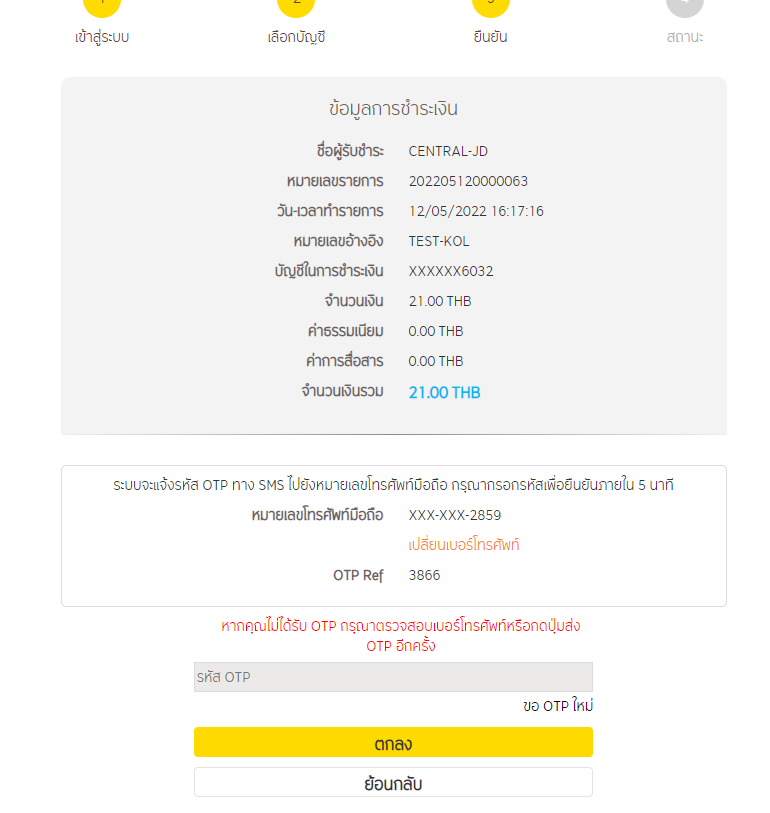 เข้าสู่ระบบ เลือกบัญชี ยืนยัน สถานะ
ข้อมูลการชำระเงิน
ชื่อผู้รับชำระ CENTRAL-JD
หมายเลขรายการ 202205120000063
วัน-เวลาทำรายการ 12/05/2022 16:17:16
หมายเลขอ้างอิง TEST-KOL
บัญชีในการชำระเงิน XXXXXX6032
จำนวนเงิน 21.00 THB
ค่าธรรมเนียม 0.00 THB
ค่าการสื่อสาร 0.00 THB
จำนวนเงินรวม 21.00 THB
ระบบจะแจ้งรหัส OTP ทาง SMS ไปยังหมายเลขโทรศัพท์มือถือ กรุณากรอกรหัสเพื่อยืนยันภายใน 5 นาที
หมายเลขโทรศัพท์มือถือ XXX-XXX-2859
เปลี่ยนเบอร์โทรศัพท์
OTP Ref 3866
หากคุณไม่ได้รับ OTP กรุณาตรวจสอบเบอร์โทรศัพท์หรือกดปุ่มส่ง
OTP อีกครั้ง
รหัส OTP
ขอ OTP ใหม่
ตกลง
ย้อนกลับ